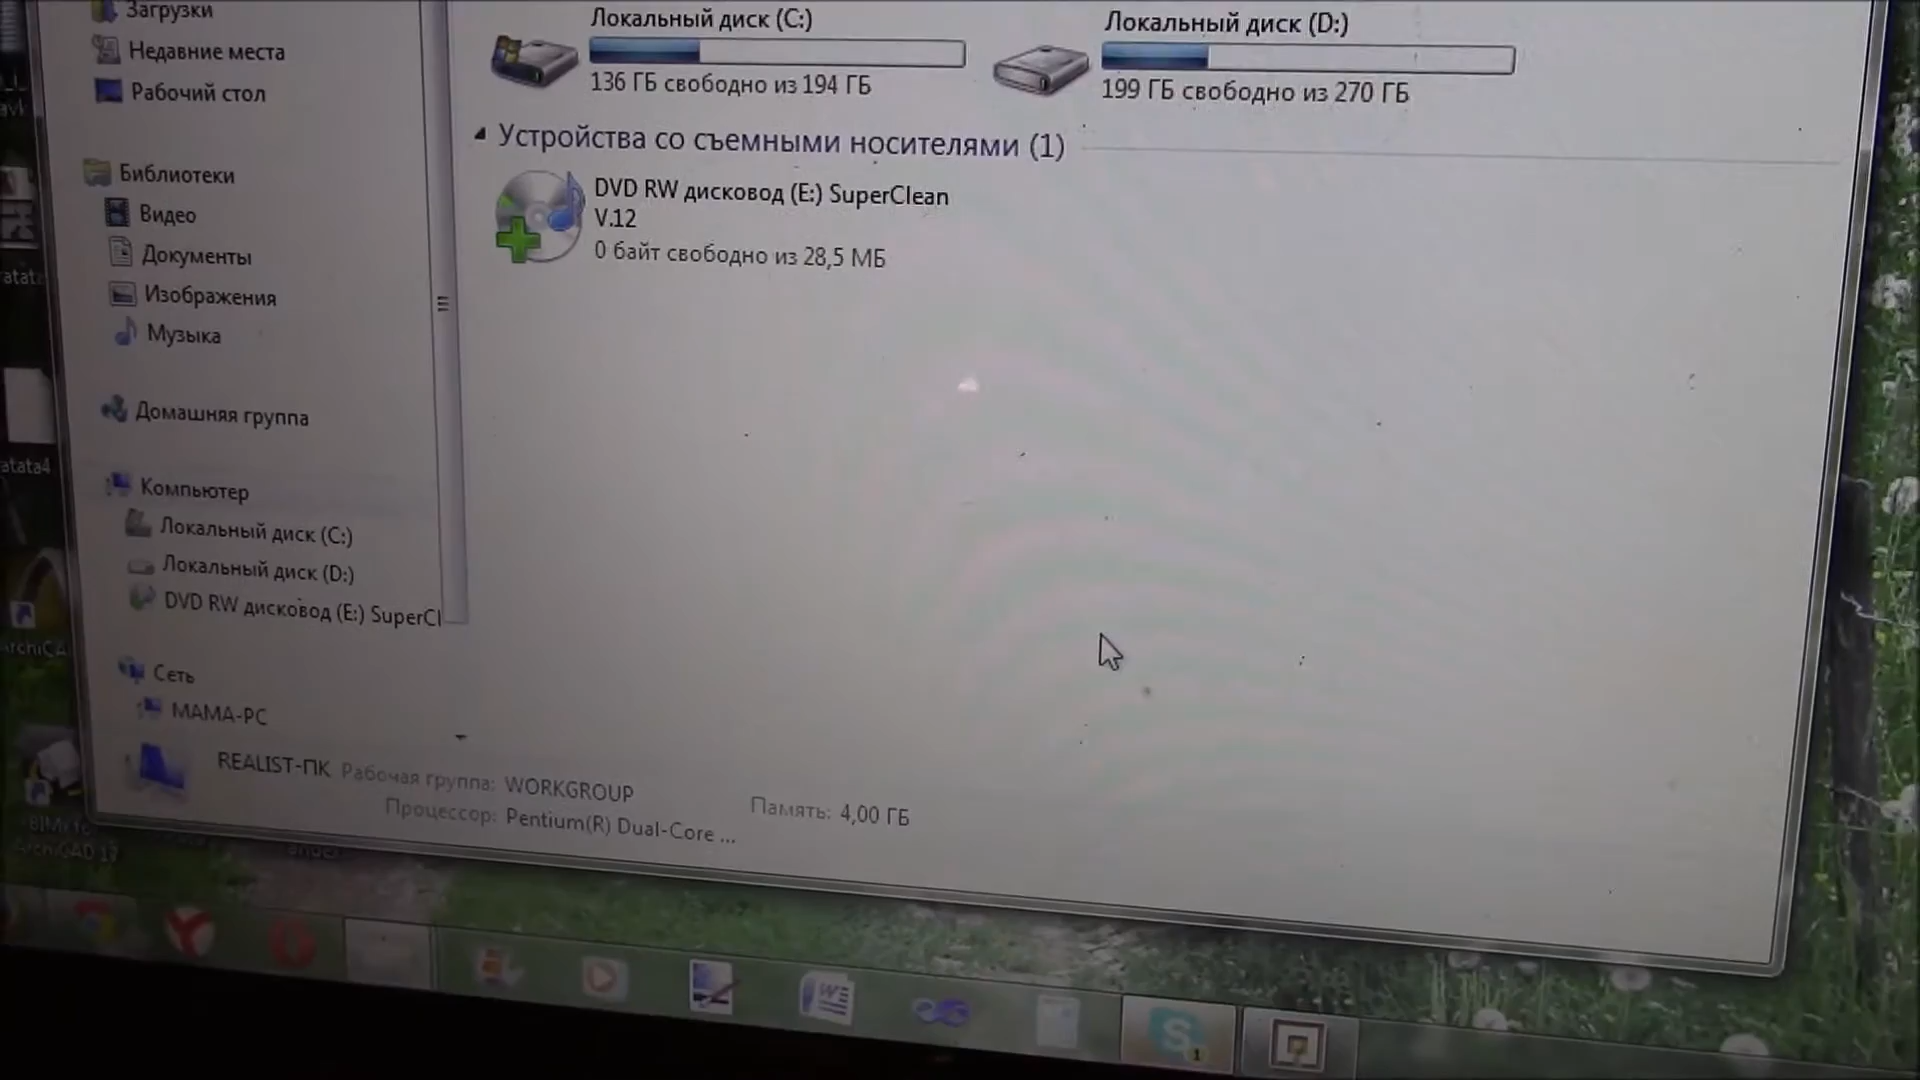 Загрузки
Недавние места
Рабочий стол
Библиотеки
Видео
Документы
Изображения
Музыка
Домашняя группа
Компьютер
Локальный диск (C:)
Локальный диск (D:)
DVD RW дисковод (E:) SuperCl
Сеть
MAMA-PC
Локальный диск (C:)
136 ГБ свободно из 194 ГБ
Локальный диск (D:)
199 ГБ свободно из 270 ГБ
Устройства со съемными носителями (1)
DVD RW дисковод (E:) SuperClean
V.12
0 байт свободно из 28,5 МБ
REALIST-ПК Рабочая группа: WORKGROUP
Процессор: Pentium(R) Dual-Core ...
Память: 4,00 ГБ
atata4
ArchiCAD 17